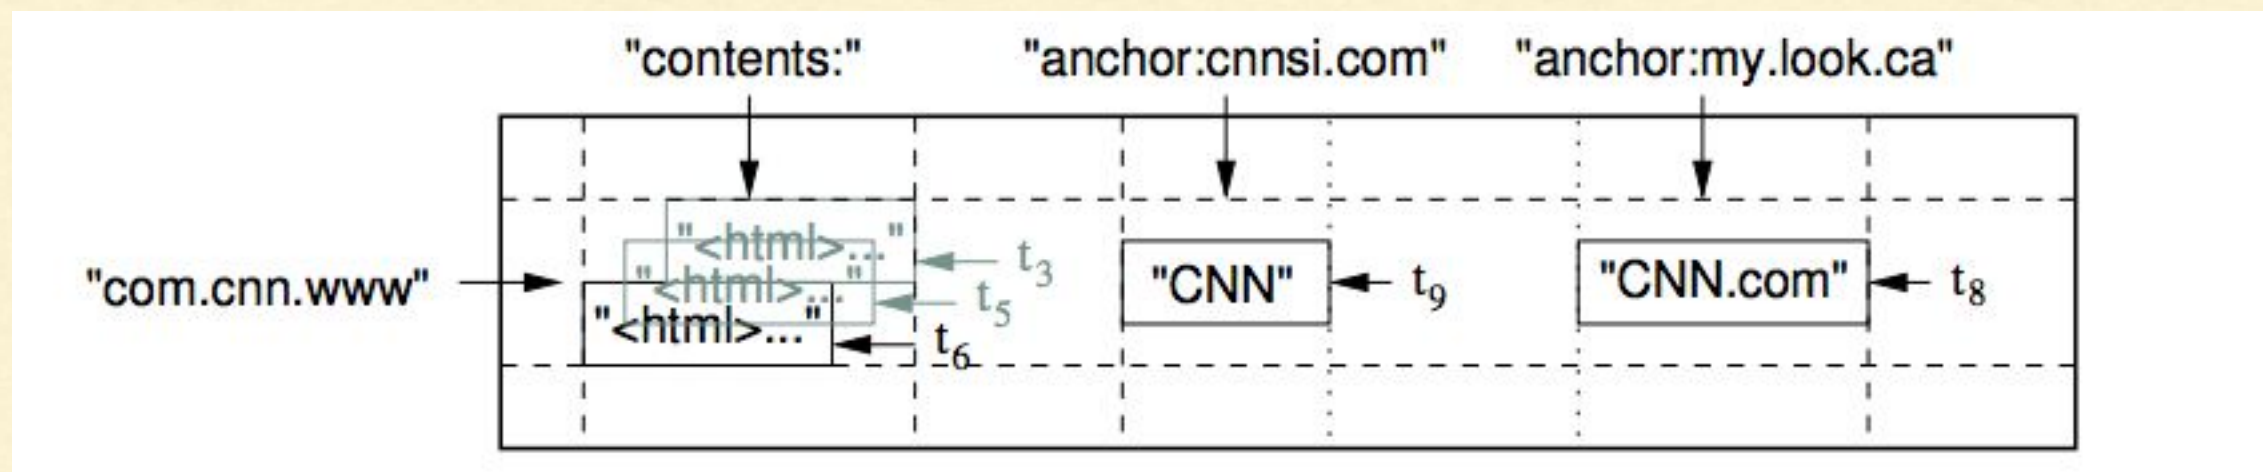 "contents:" "anchor:cnnsi.com" "anchor:my.look.ca"
"<html>..."
t3
"<html>..."
t5
"com.cnn.www" "CNN" t9 "CNN.com" t8
"<html>..."
t6